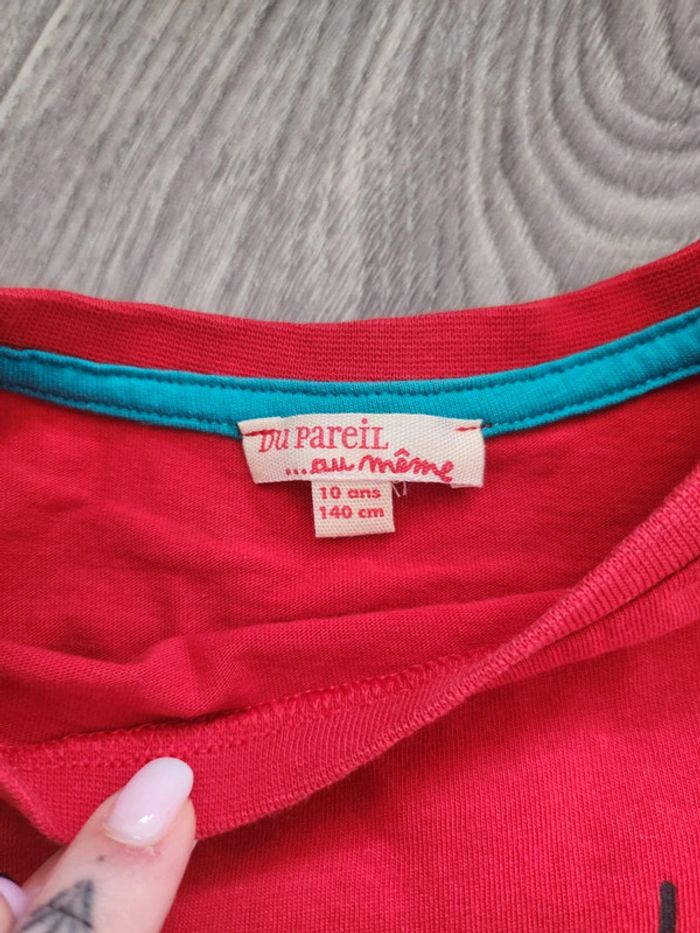 DU PAREIL
...au même
10 ans
140 cm